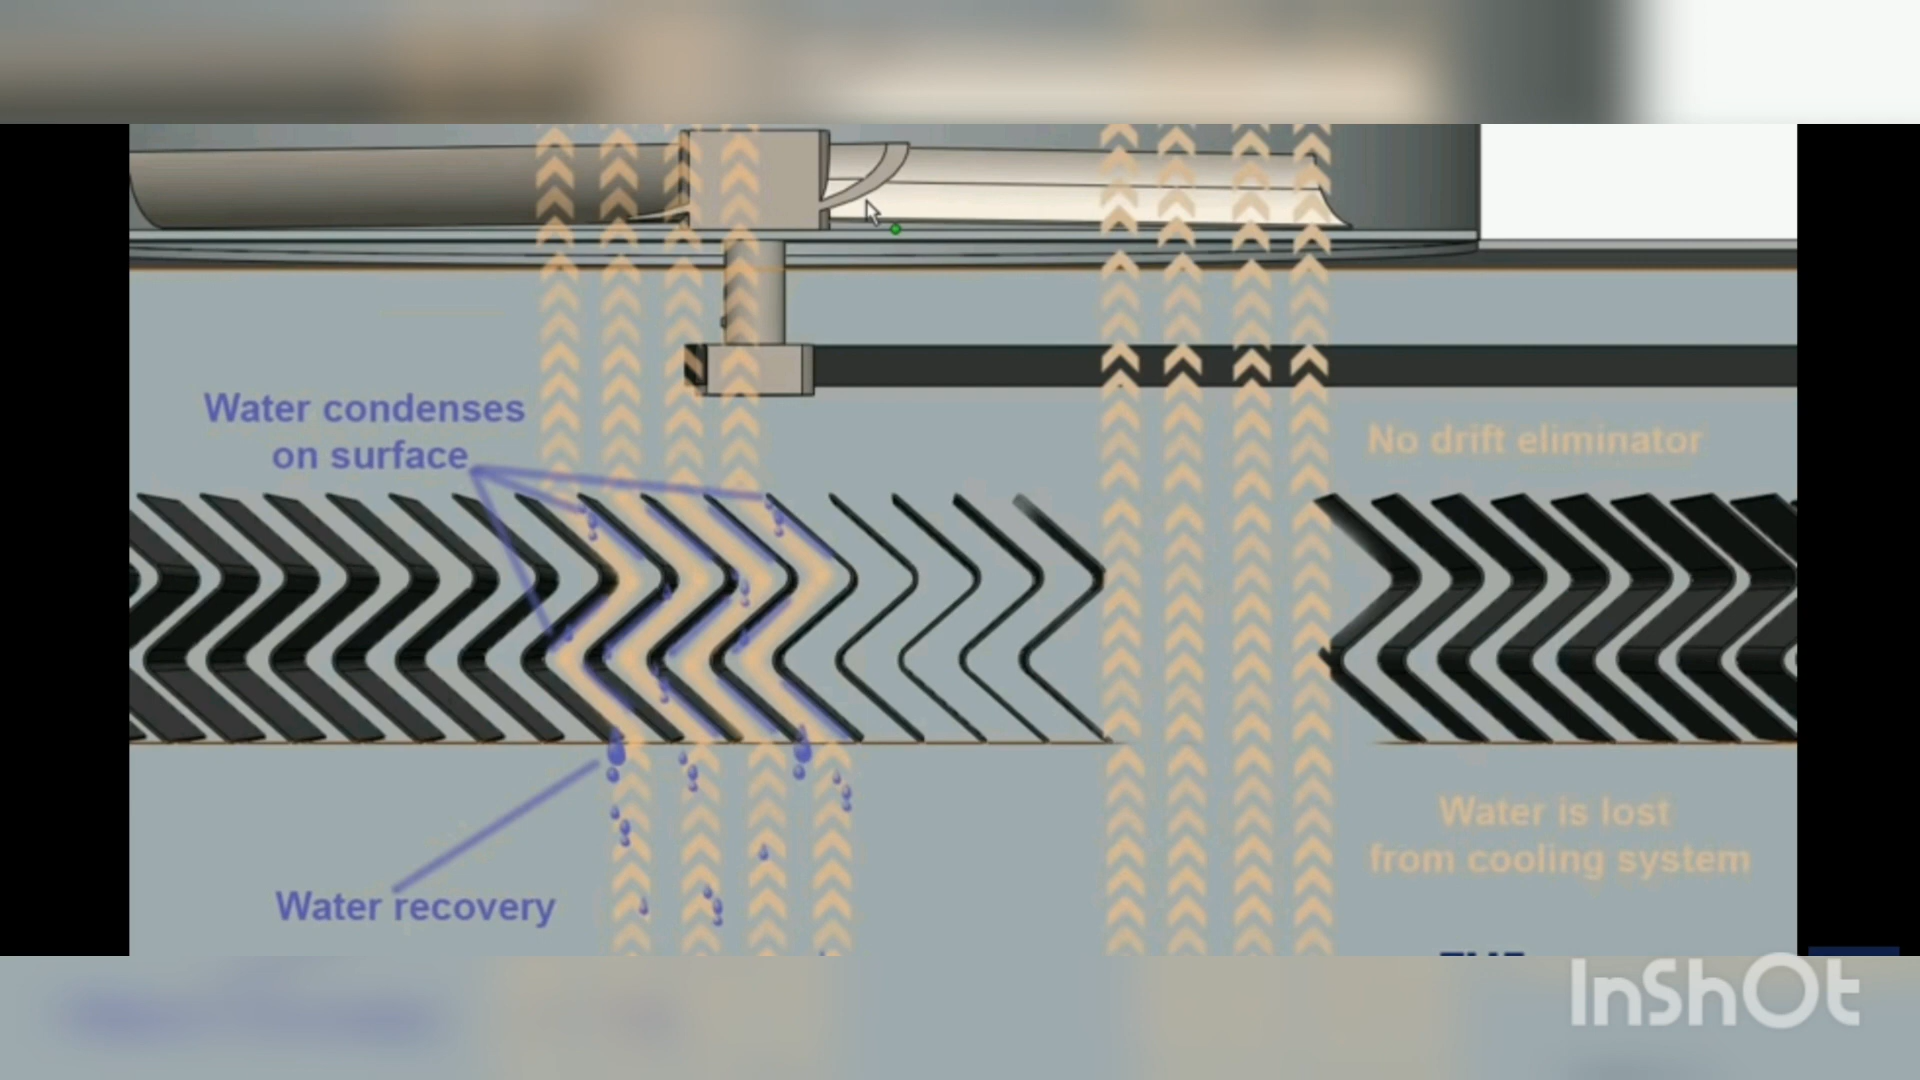 Water condenses
on surface
No drift eliminator
Water is lost
from cooling system
Water recovery
InShOt